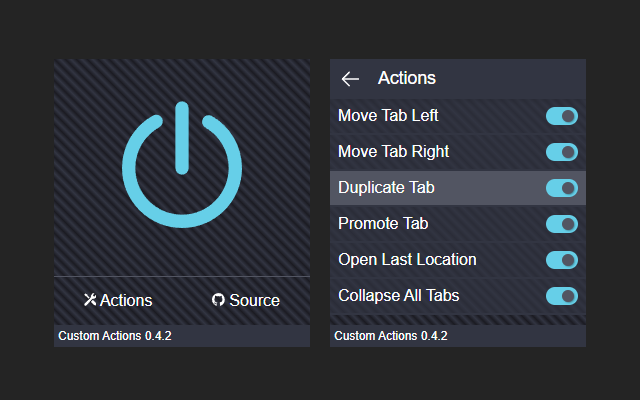 Actions Source
Custom Actions 0.4.2
Actions
Move Tab Left
Move Tab Right
Duplicate Tab
Promote Tab
Open Last Location
Collapse All Tabs
Custom Actions 0.4.2